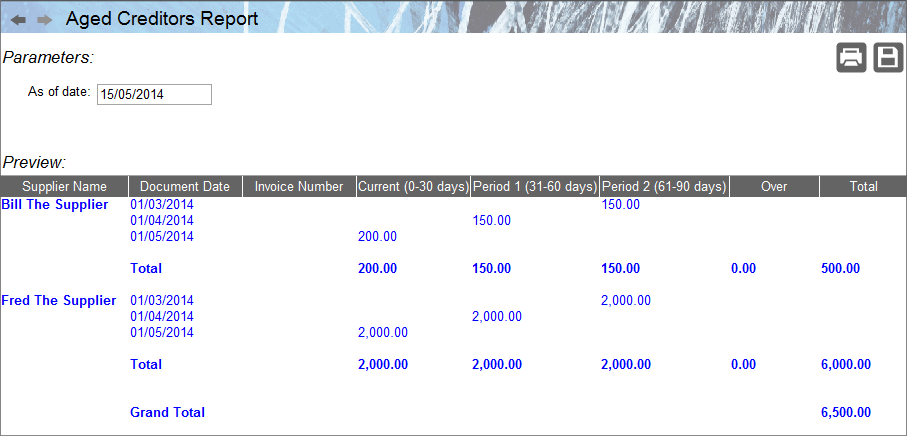 Aged Creditors Report
Parameters:
As of date: 15/05/2014
Preview:
Supplier Name Document Date Invoice Number Current (0-30 days) Period 1 (31-60 days) Period 2 (61-90 days) Over Total
Bill The Supplier 01/03/2014 150.00
01/04/2014 150.00
01/05/2014 200.00
Total 200.00 150.00 150.00 0.00 500.00
Fred The Supplier 01/03/2014 2,000.00
01/04/2014 2,000.00
01/05/2014 2,000.00
Total 2,000.00 2,000.00 2,000.00 0.00 6,000.00
Grand Total 6,500.00